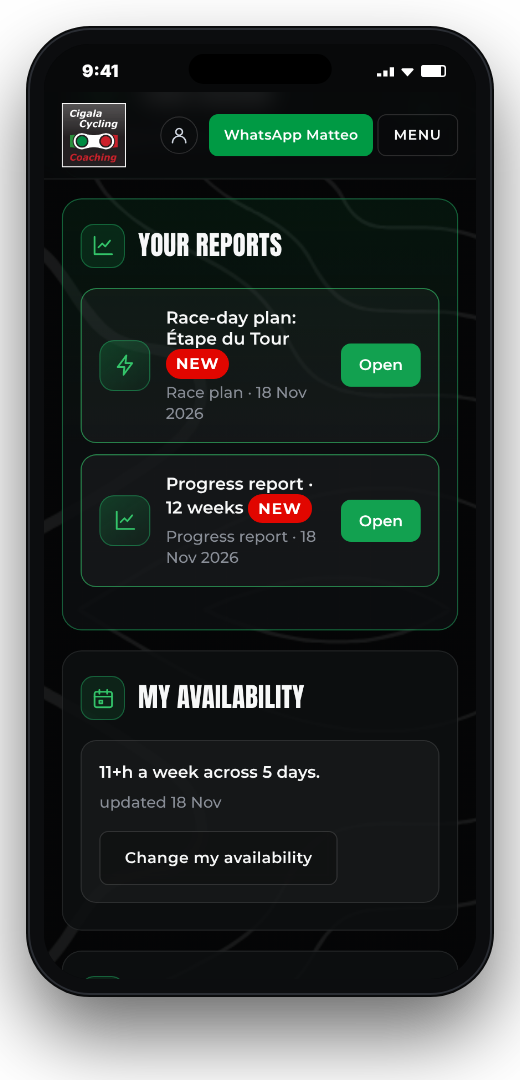 9:41
Cigala
Cycling
Coaching
WhatsApp Matteo
MENU
YOUR REPORTS
Race-day plan:
Étape du Tour
NEW
Race plan · 18 Nov
2026
Open
Progress report ·
12 weeks NEW
Progress report · 18
Nov 2026
Open
MY AVAILABILITY
11+h a week across 5 days.
updated 18 Nov
Change my availability